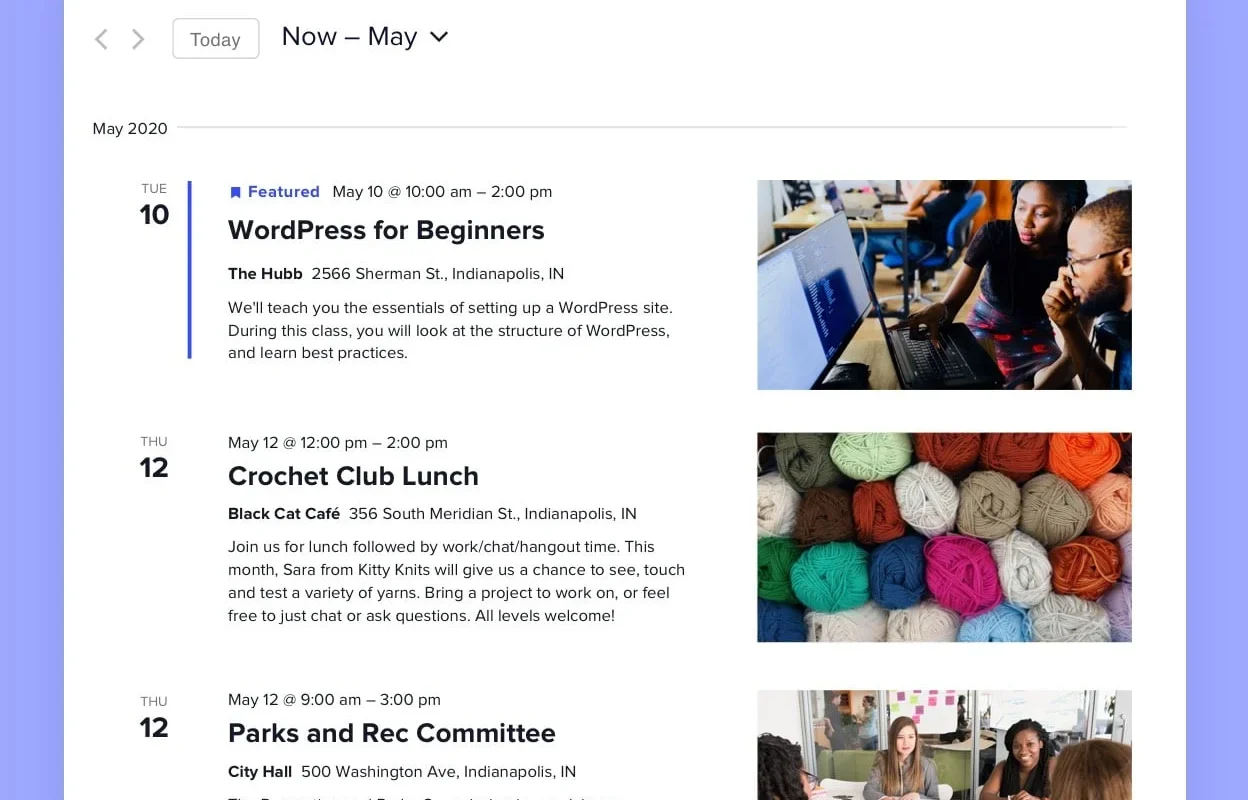 Today
Now – May
May 2020
TUE
10
Featured May 10 @ 10:00 am – 2:00 pm
WordPress for Beginners
The Hubb 2566 Sherman St., Indianapolis, IN
We'll teach you the essentials of setting up a WordPress site.
During this class, you will look at the structure of WordPress,
and learn best practices.
THU
12
May 12 @ 12:00 pm – 2:00 pm
Crochet Club Lunch
Black Cat Café 356 South Meridian St., Indianapolis, IN
Join us for lunch followed by work/chat/hangout time. This
month, Sara from Kitty Knits will give us a chance to see, touch
and test a variety of yarns. Bring a project to work on, or feel
free to just chat or ask questions. All levels welcome!
THU
12
May 12 @ 9:00 am – 3:00 pm
Parks and Rec Committee
City Hall 500 Washington Ave, Indianapolis, IN